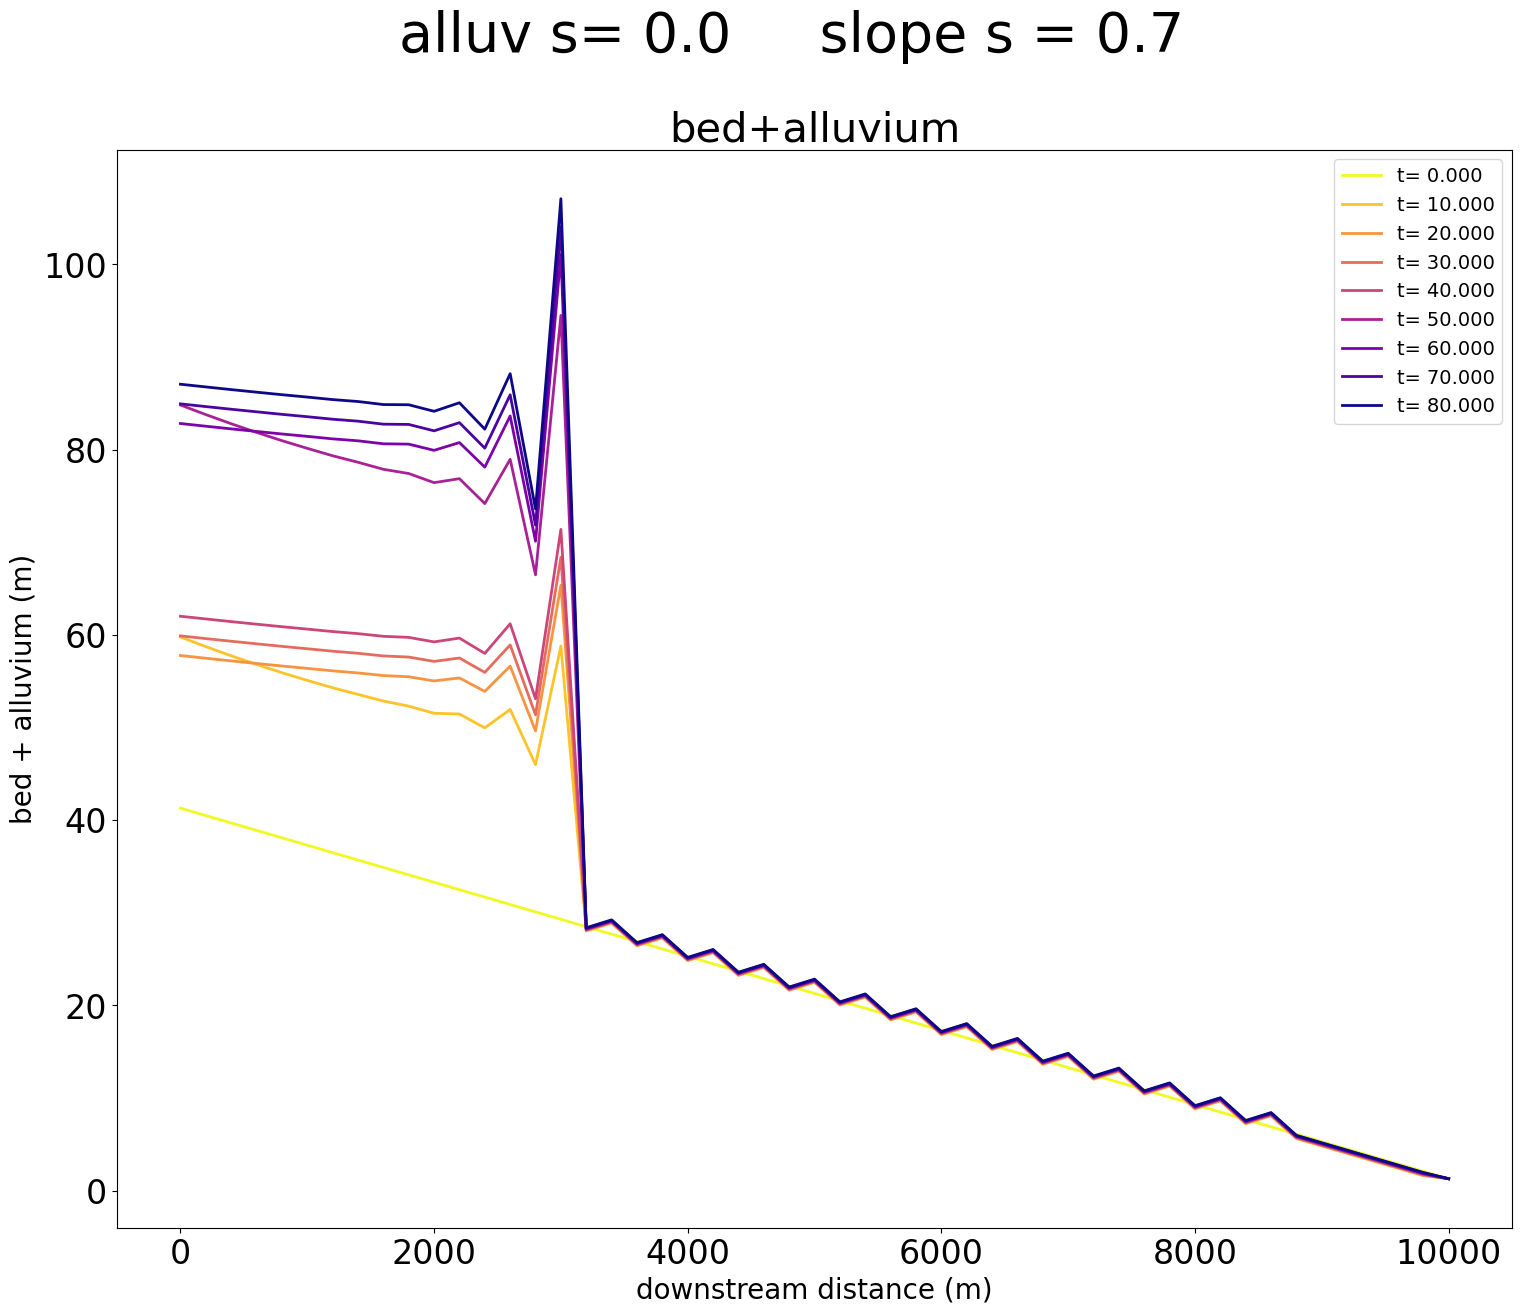 alluv s= 0.0 slope s = 0.7
bed+alluvium
t= 0.000
t= 10.000
t= 20.000
t= 30.000
t= 40.000
t= 50.000
t= 60.000
t= 70.000
t= 80.000
bed + alluvium (m)
100
80
60
40
20
0
0 2000 4000 6000 8000 10000
downstream distance (m)